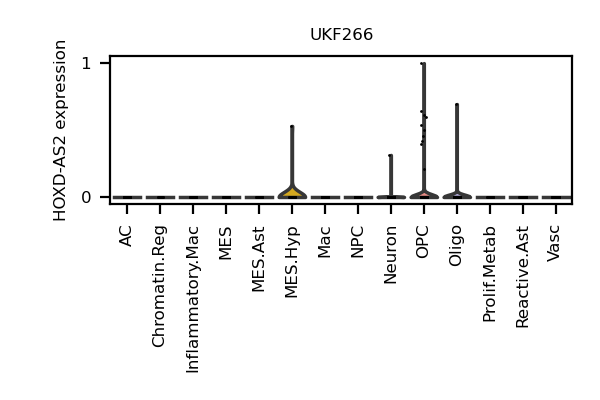 UKF266
HOXD-AS2 expression
1
0
AC
Chromatin.Reg
Inflammatory.Mac
MES
MES.Ast
MES.Hyp
Mac
NPC
Neuron
OPC
Oligo
Prolif.Metab
Reactive.Ast
Vasc